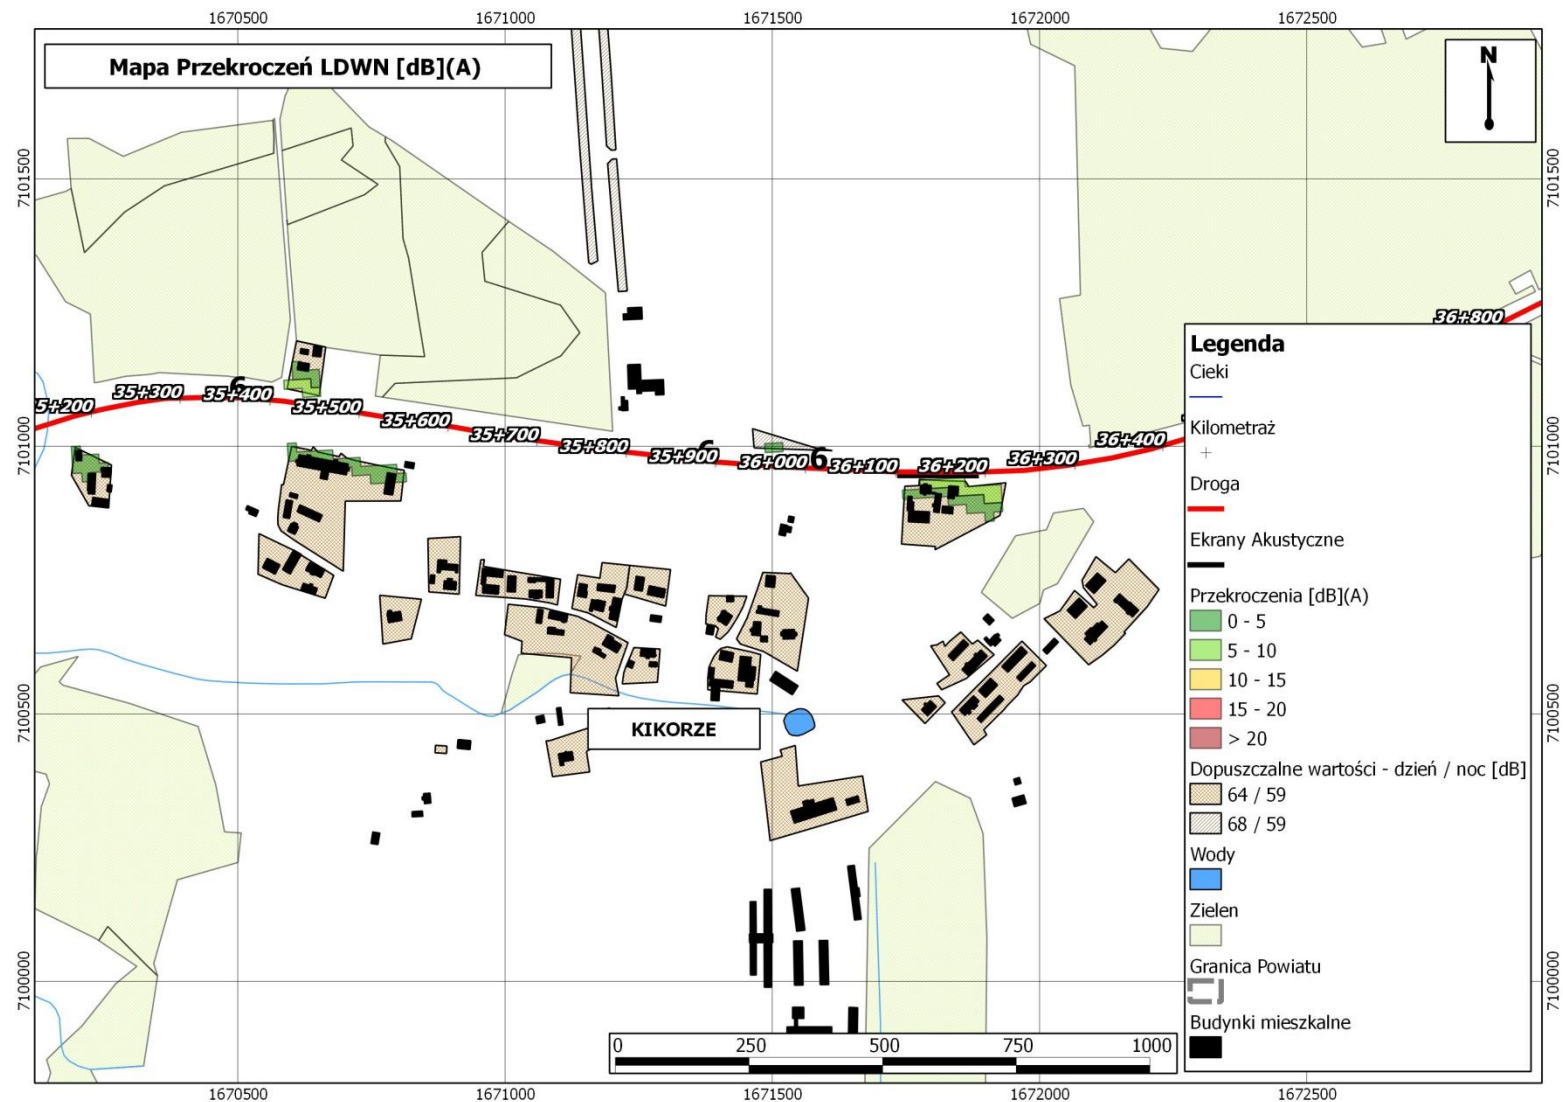 1670500 1671000 1671500 1672000 1672500
Mapa Przekroczeń LDWN [dB](A)
N
7101500 7101500
36+800
6
5+200 35+300 35+400 35+500 35+600 35+700 35+800 35+900 36+000 36+100 36+200 36+300 36+400
6
6
7101000 7101000
7100500 7100500
KIKORZE
7100000 7100000
Legenda
Cieki
Kilometraż
Droga
Ekrany Akustyczne
Przekroczenia [dB](A)
0 - 5
5 - 10
10 - 15
15 - 20
> 20
Dopuszczalne wartości - dzień / noc [dB]
64 / 59
68 / 59
Wody
Zielen
Granica Powiatu
Budynki mieszkalne
0 250 500 750 1000
1670500 1671000 1671500 1672000 1672500